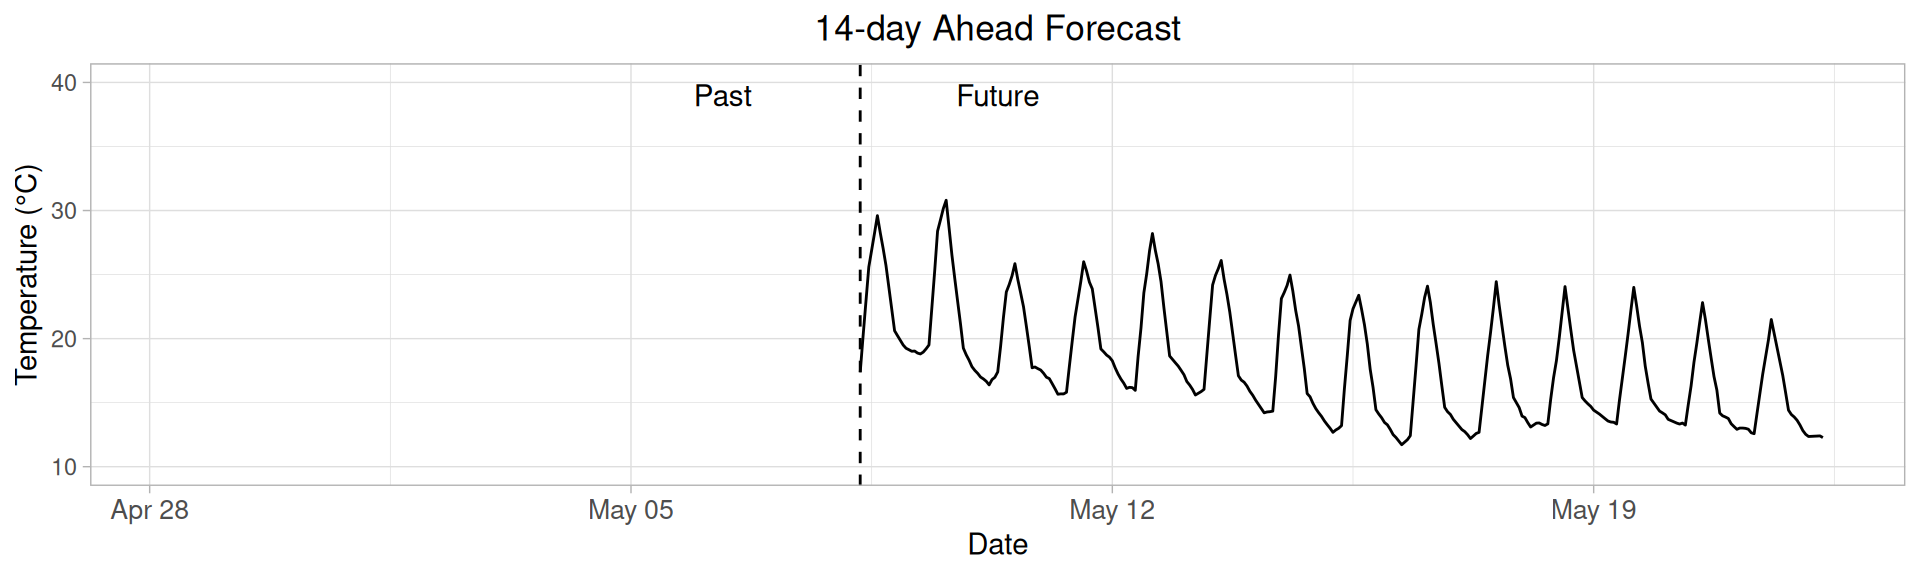 14-day Ahead Forecast
40
Past
Future
30
20
10
Temperature (°C)
Apr 28
May 05
May 12
May 19
Date